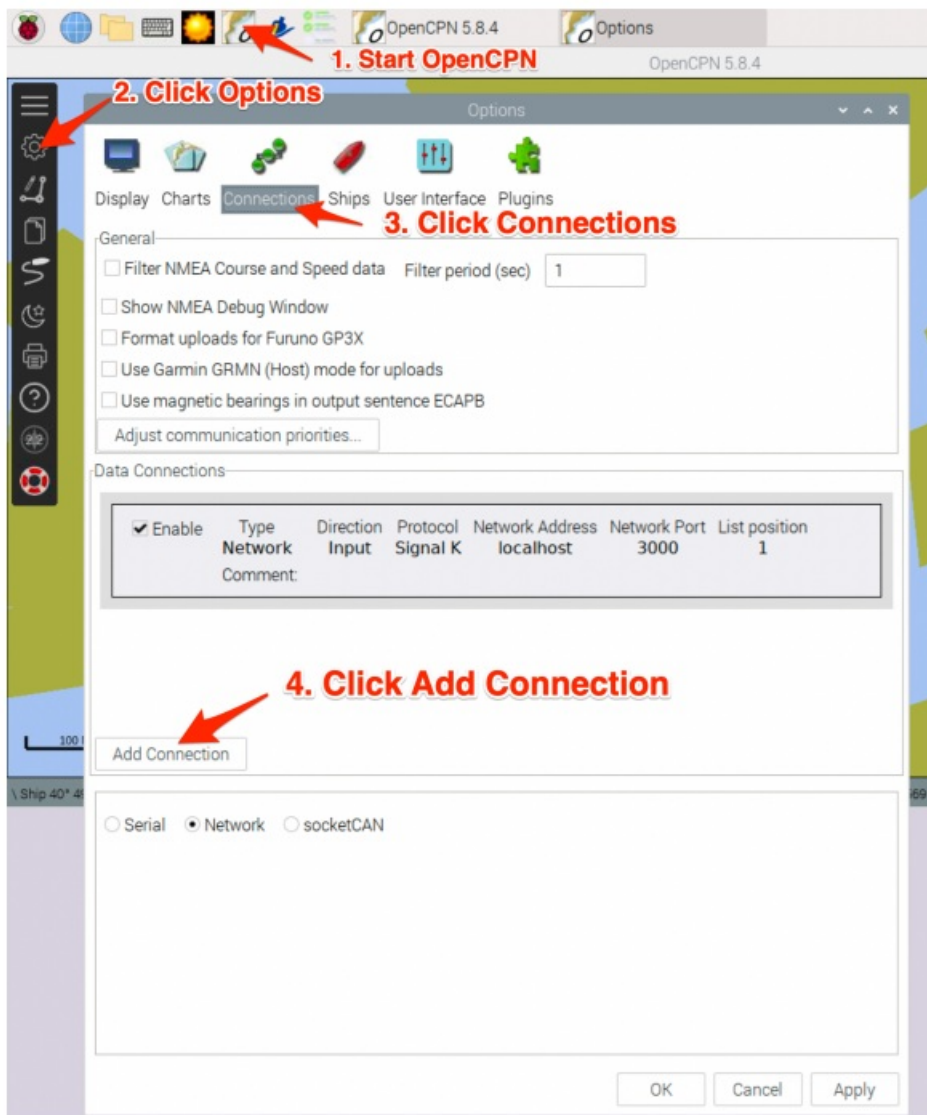 OpenCPN 5.8.4
Options
1. Start OpenCPN
OpenCPN 5.8.4
2. Click Options
Options
Display Charts Connections Ships User Interface Plugins
3. Click Connections
General
Filter NMEA Course and Speed data Filter period (sec) 1
Show NMEA Debug Window
Format uploads for Furuno GP3X
Use Garmin GRMN (Host) mode for uploads
Use magnetic bearings in output sentence ECAPB
Adjust communication priorities...
Data Connections
Enable Type Direction Protocol Network Address Network Port List position
Network Input Signal K localhost 3000 1
Comment:
4. Click Add Connection
100
Add Connection
\ Ship 40°
Serial Network socketCAN
OK Cancel Apply